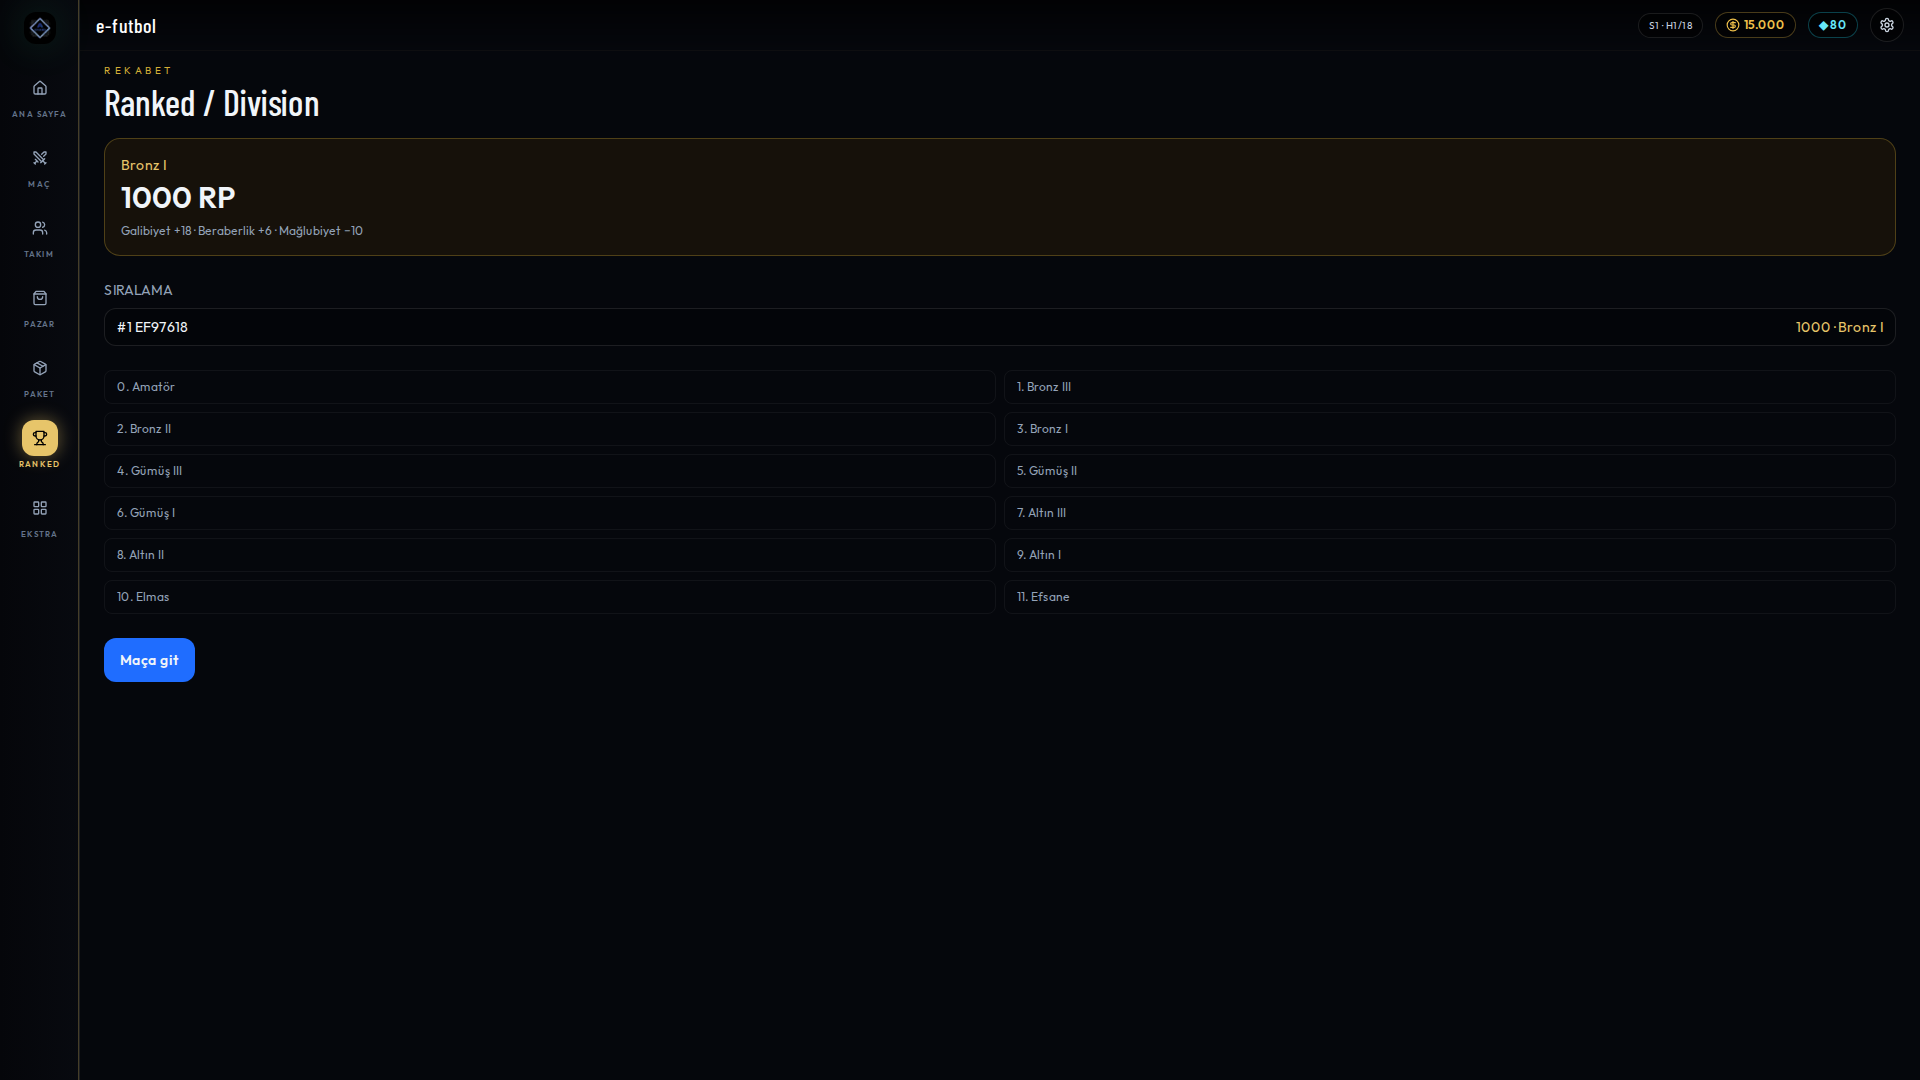 e-futbol
S1 · H1/18
15.000
80
ANA SAYFA
MAÇ
TAKIM
PAZAR
PAKET
RANKED
EKSTRA
REKABET
Ranked / Division
Bronz I
1000 RP
Galibiyet +18 · Beraberlik +6 · Mağlubiyet −10
SIRALAMA
#1 EF97618
1000 · Bronz I
0. Amatör
1. Bronz III
2. Bronz II
3. Bronz I
4. Gümüş III
5. Gümüş II
6. Gümüş I
7. Altın III
8. Altın II
9. Altın I
10. Elmas
11. Efsane
Maça git